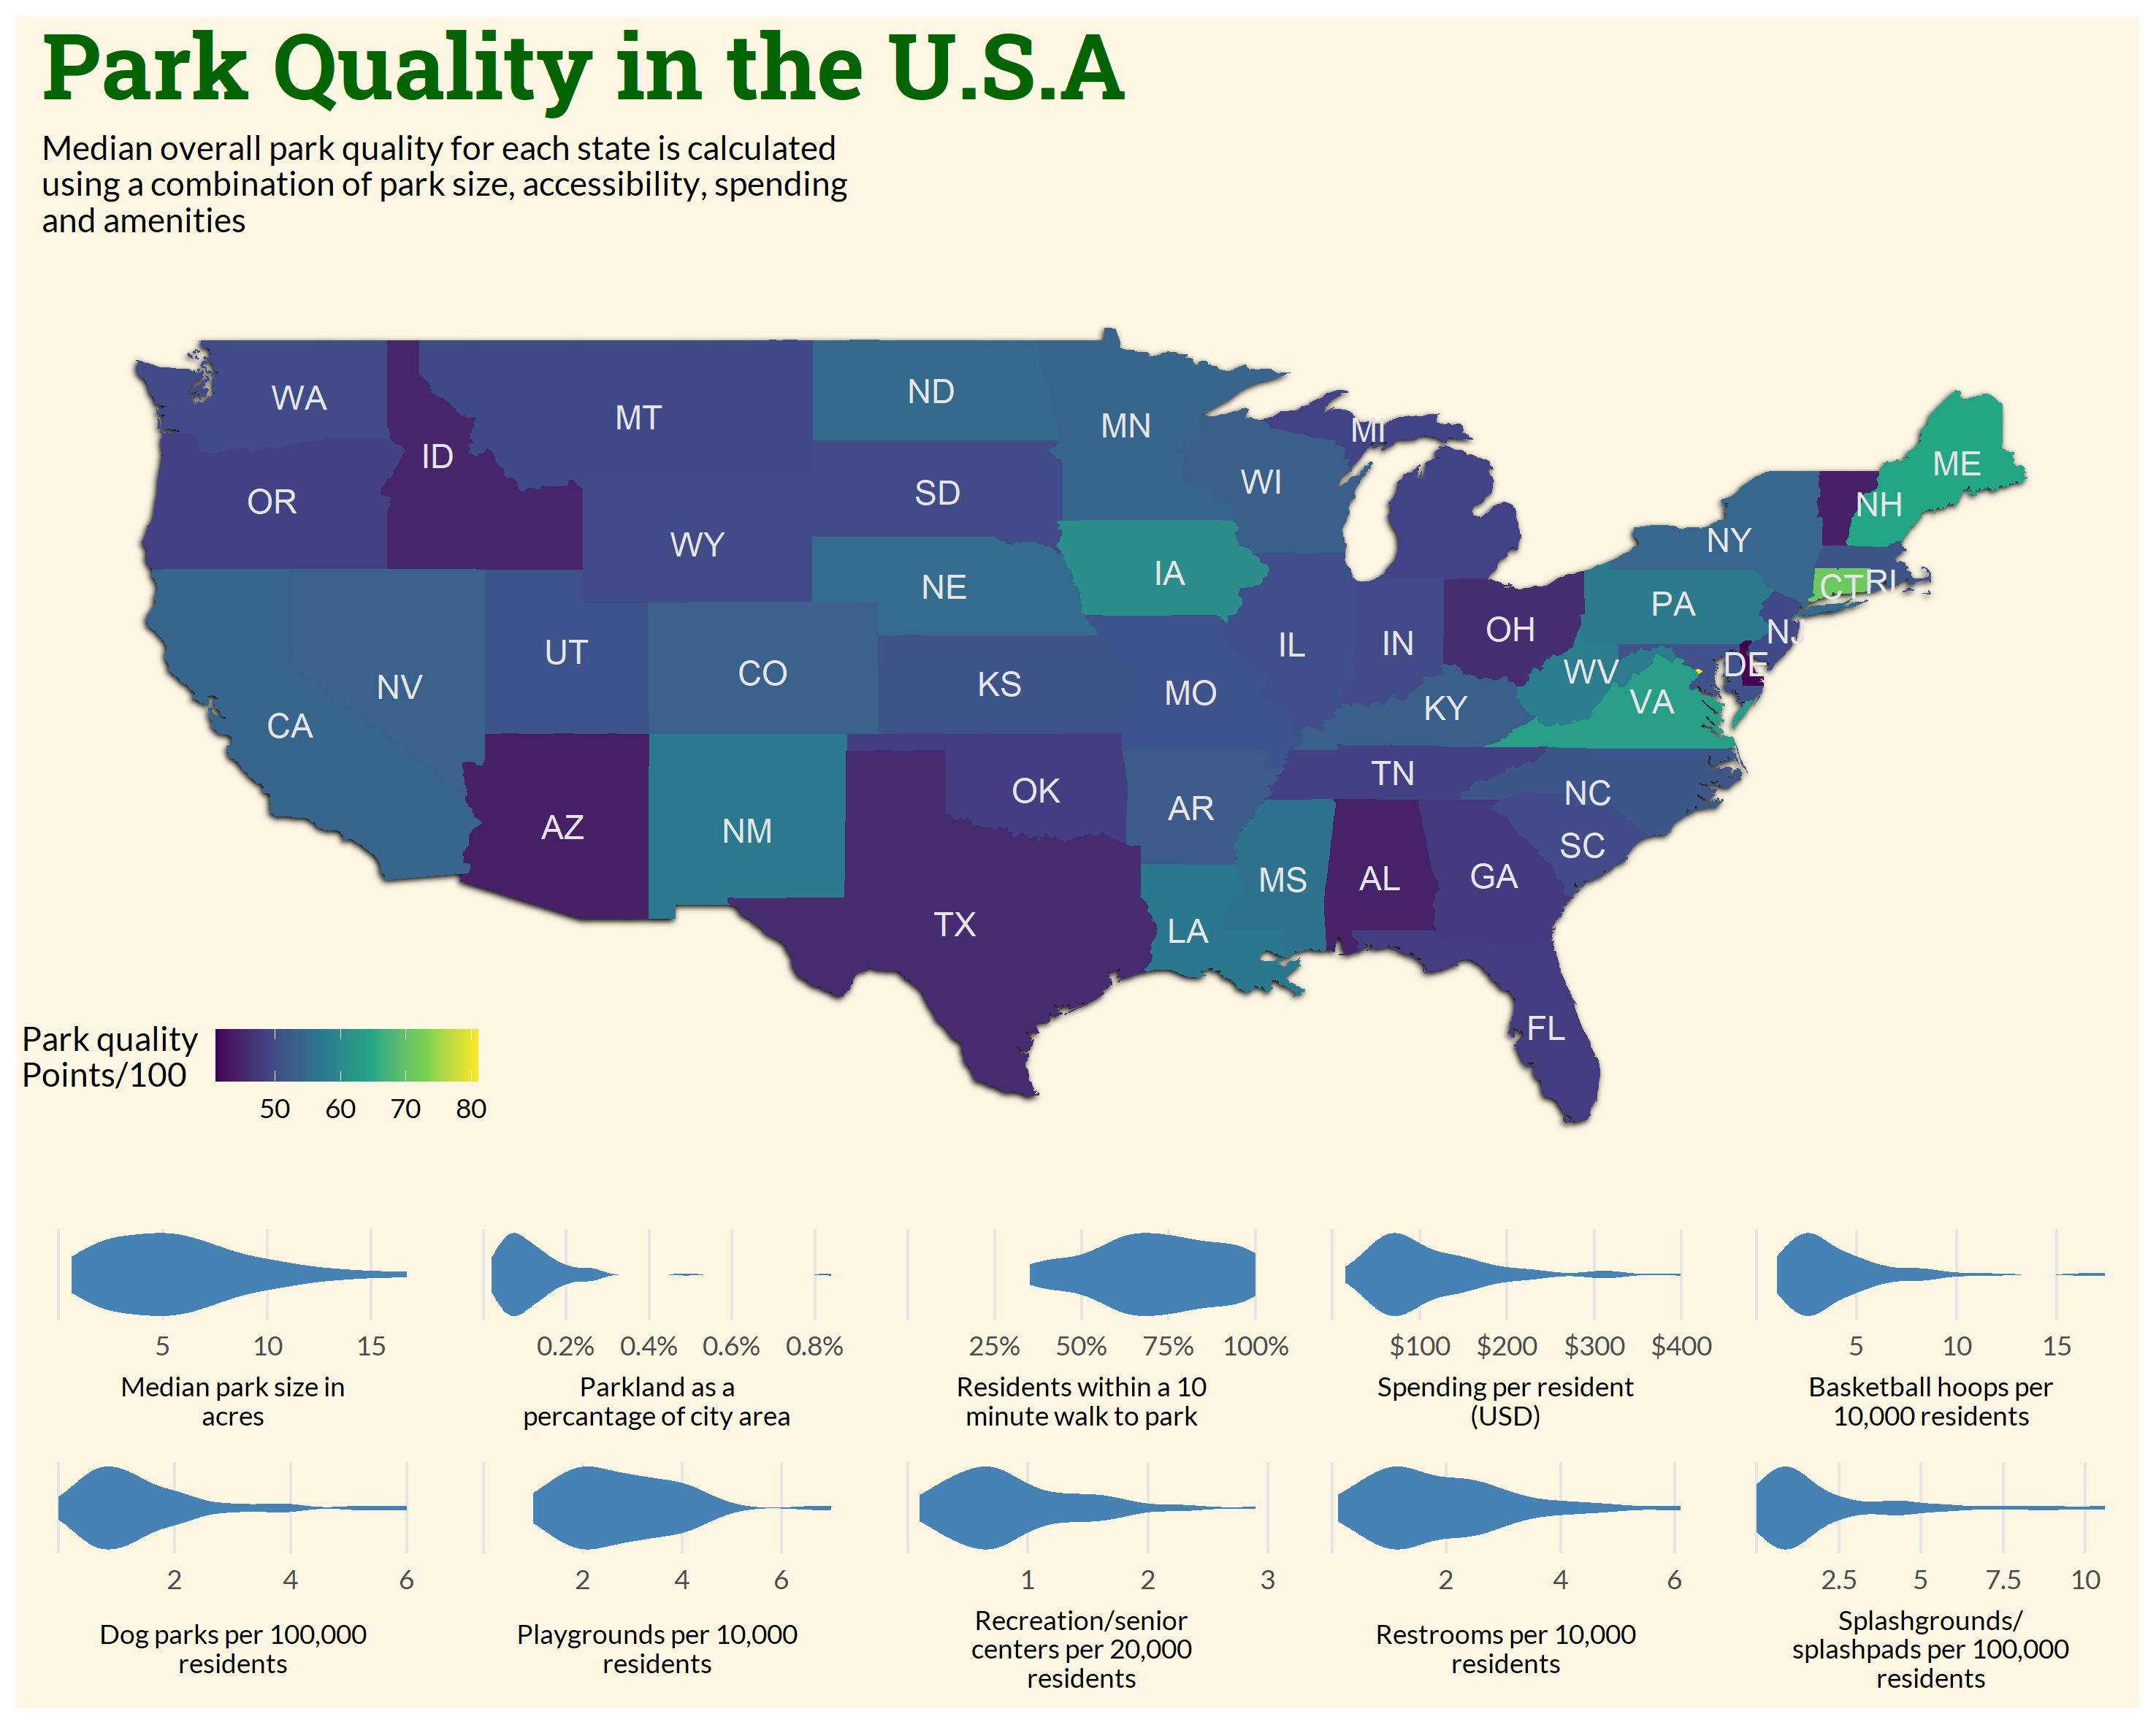 Park Quality in the U.S.A
Median overall park quality for each state is calculated
using a combination of park size, accessibility, spending
and amenities
WA
MT
ND
MN
MI
ID
OR
SD
WI
ME
NH
WY
NY
NE
IA
CT
RI
PA
UT
CO
IL
IN
OH
NJ
NV
KS
MO
WV
DE
CA
KY
VA
AZ
NM
OK
AR
TN
NC
SC
TX
LA
MS
AL
GA
FL
Park quality
Points/100
50 60 70 80
5 10 15
Median park size in
acres
0.2% 0.4% 0.6% 0.8%
Parkland as a
percentage of city area
25% 50% 75% 100%
Residents within a 10
minute walk to park
$100 $200 $300 $400
Spending per resident
(USD)
5 10 15
Basketball hoops per
10,000 residents
2 4 6
Dog parks per 100,000
residents
2 4 6
Playgrounds per 10,000
residents
1 2 3
Recreation/senior
centers per 20,000
residents
2 4 6
Restrooms per 10,000
residents
2.5 5 7.5 10
Splashgrounds/
splashpads per 100,000
residents